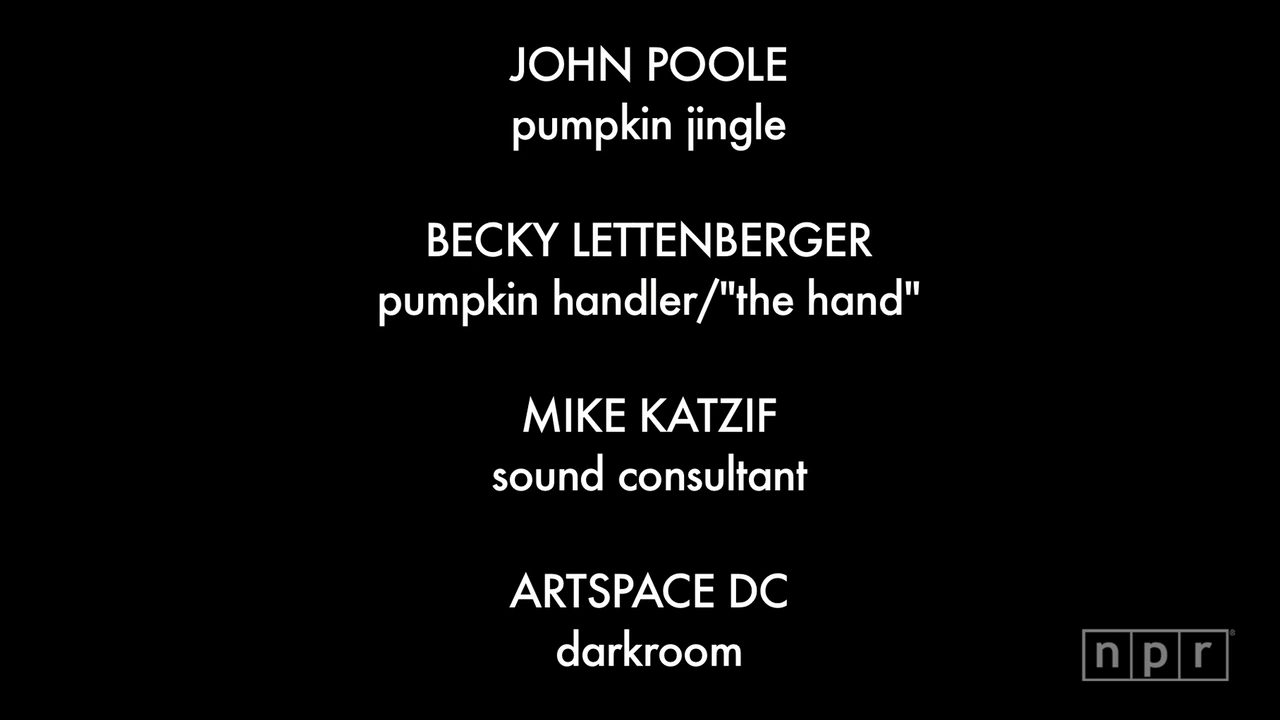 JOHN POOLE
pumpkin jingle
BECKY LETTENBERGER
pumpkin handler/"the hand"
MIKE KATZIF
sound consultant
ARTSPACE DC
darkroom
npr®